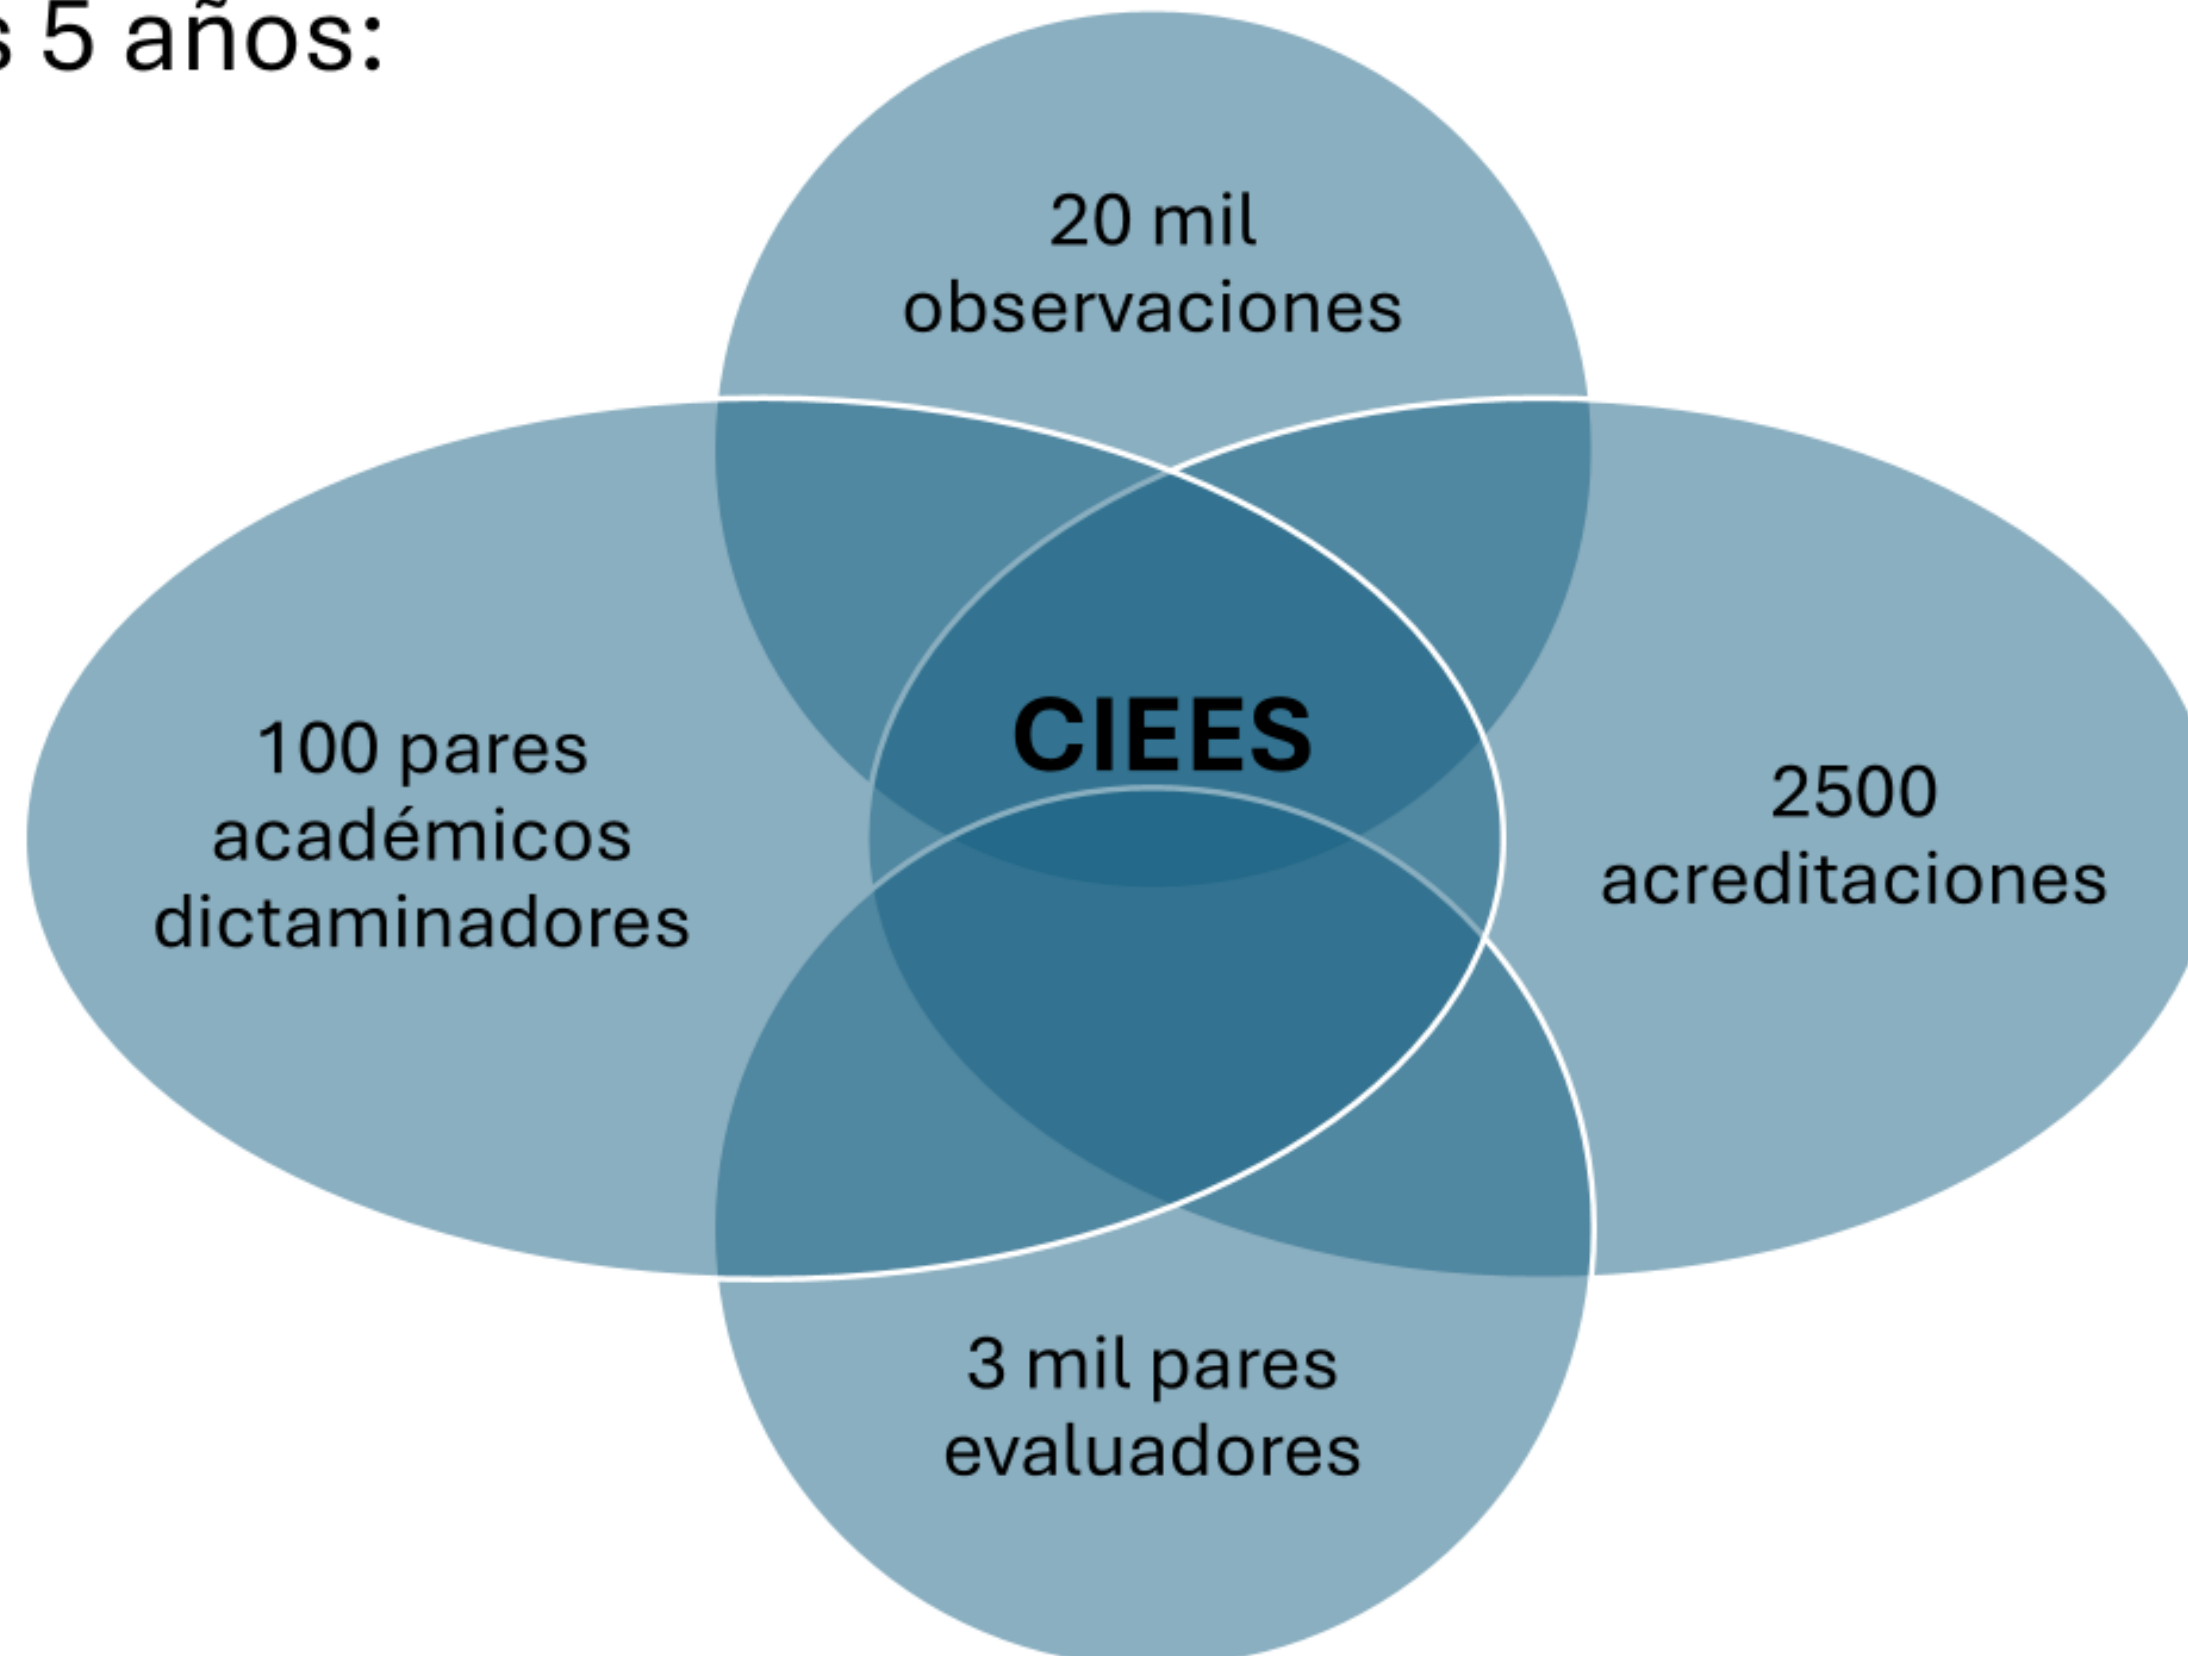 s 5 años:
20 mil
observaciones
CIEES
100 pares
académicos
dictaminadores
2500
acreditaciones
3 mil pares
evaluadores